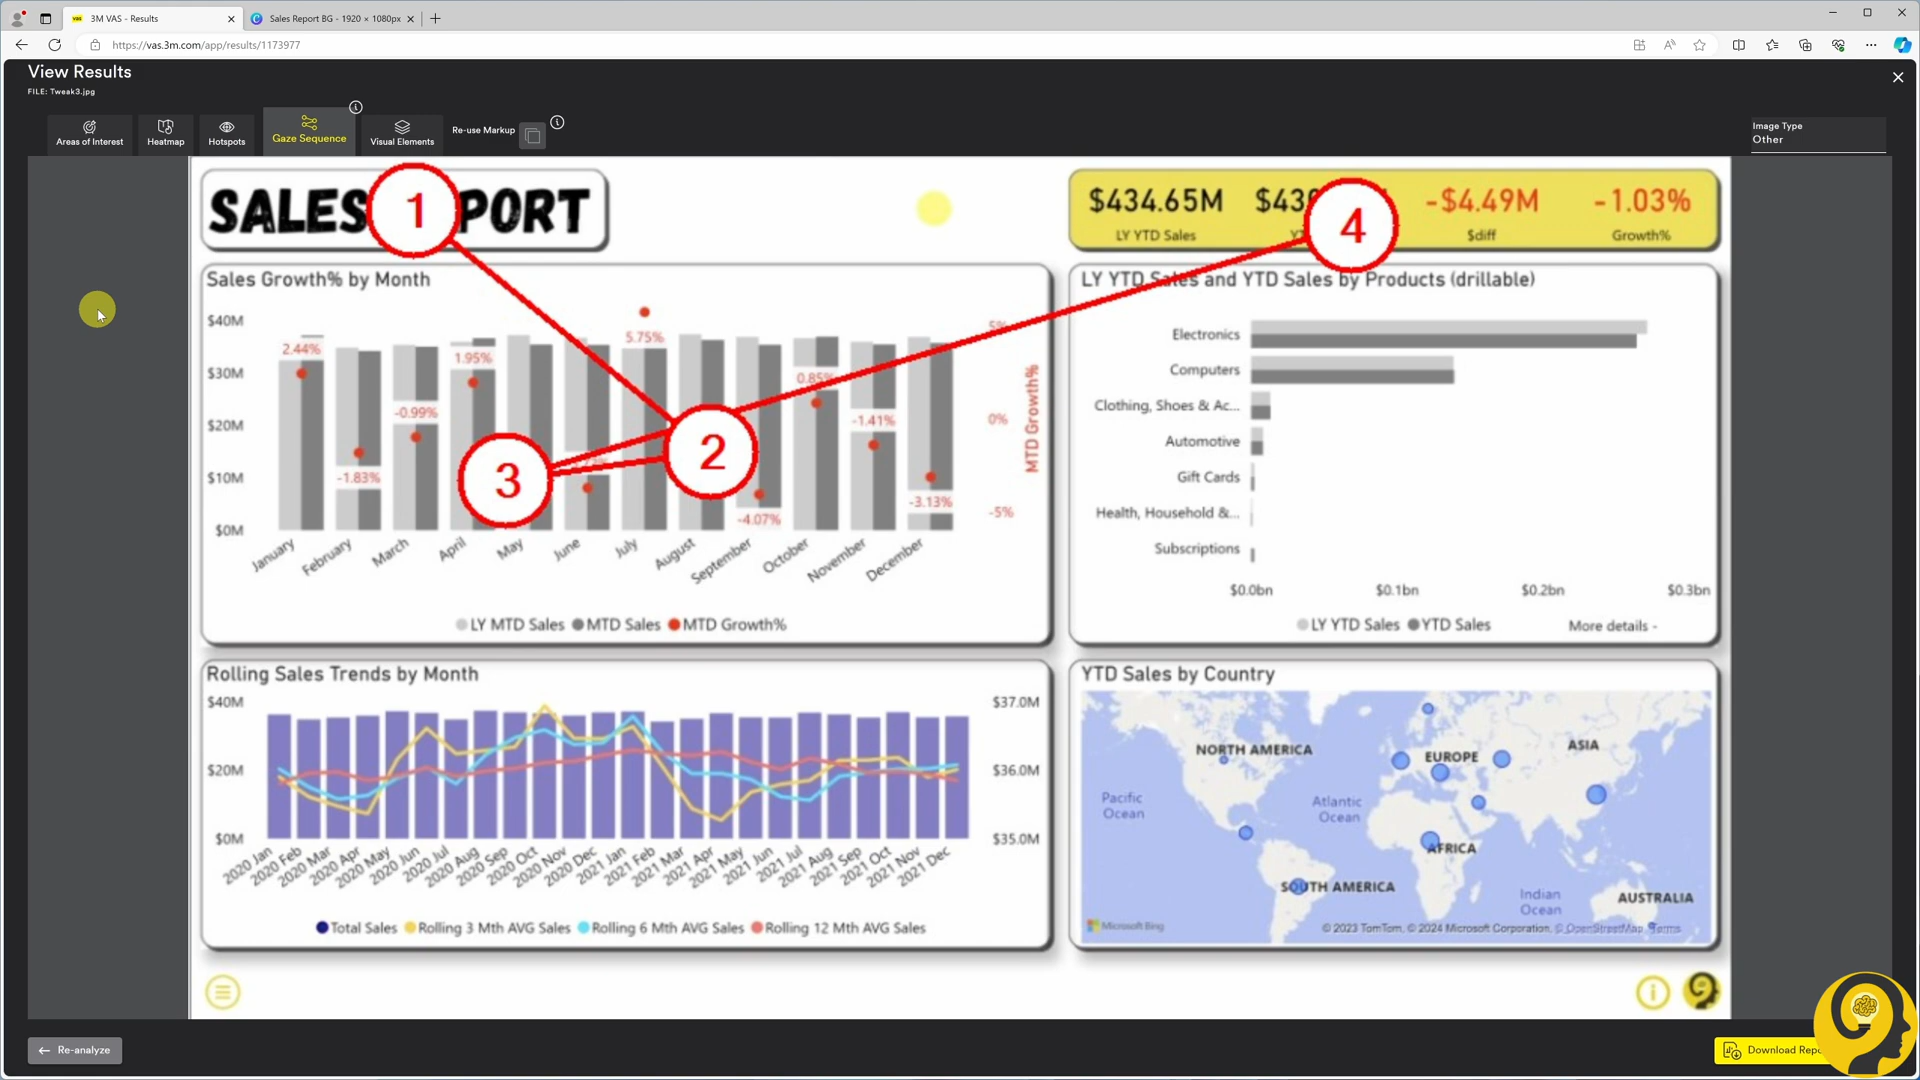 3M VAS - Results
Sales Report BG - 1920 × 1080px
https://vas.3m.com/app/results/1173977
View Results
FILE: Tweak3.jpg
Areas of Interest
Heatmap
Hotspots
Gaze Sequence
Visual Elements
Re-use Markup
Image Type
Other
SALES PORT
1
$434.65M
LY YTD Sales
4
-$4.49M
$diff
-1.03%
Growth%
Sales Growth% by Month
$40M
$30M
$20M
$10M
$0M
2.44%
-1.83%
-0.99%
1.95%
5.75%
-4.07%
0.85%
-1.41%
-3.13%
2
3
5%
0%
-5%
MTD Growth%
January
February
March
April
May
June
July
August
September
October
November
December
LY MTD Sales
MTD Sales
MTD Growth%
LY YTD Sales and YTD Sales by Products (drillable)
Electronics
Computers
Clothing, Shoes & Ac...
Automotive
Gift Cards
Health, Household &...
Subscriptions
$0.0bn
$0.1bn
$0.2bn
$0.3bn
LY YTD Sales
YTD Sales
More details -
Rolling Sales Trends by Month
$40M
$20M
$0M
$37.0M
$36.0M
$35.0M
2020 Jan
2020 Feb
2020 Mar
2020 Apr
2020 May
2020 Jun
2020 Jul
2020 Aug
2020 Sep
2020 Oct
2020 Nov
2020 Dec
2021 Jan
2021 Feb
2021 Mar
2021 Apr
2021 May
2021 Jun
2021 Jul
2021 Aug
2021 Sep
2021 Oct
2021 Nov
2021 Dec
Total Sales
Rolling 3 Mth AVG Sales
Rolling 6 Mth AVG Sales
Rolling 12 Mth AVG Sales
YTD Sales by Country
NORTH AMERICA
EUROPE
ASIA
Pacific
Ocean
Atlantic
Ocean
AFRICA
SOUTH AMERICA
Indian
Ocean
AUSTRALIA
Microsoft Bing
© 2023 TomTom, © 2024 Microsoft Corporation, © OpenStreetMap Terms
Re-analyze
Download Repo